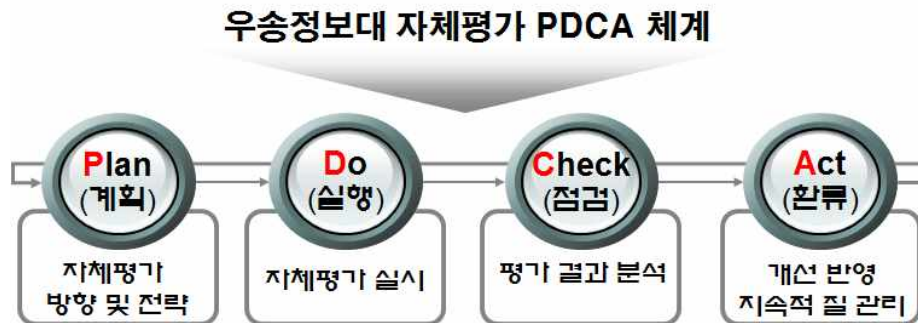 우송정보대 자체평가 PDCA 체계
Plan
(계획)
Do
(실행)
Check
(점검)
Act
(환류)
자체평가
방향 및 전략
자체평가 실시
평가 결과 분석
개선 반영
지속적 질 관리